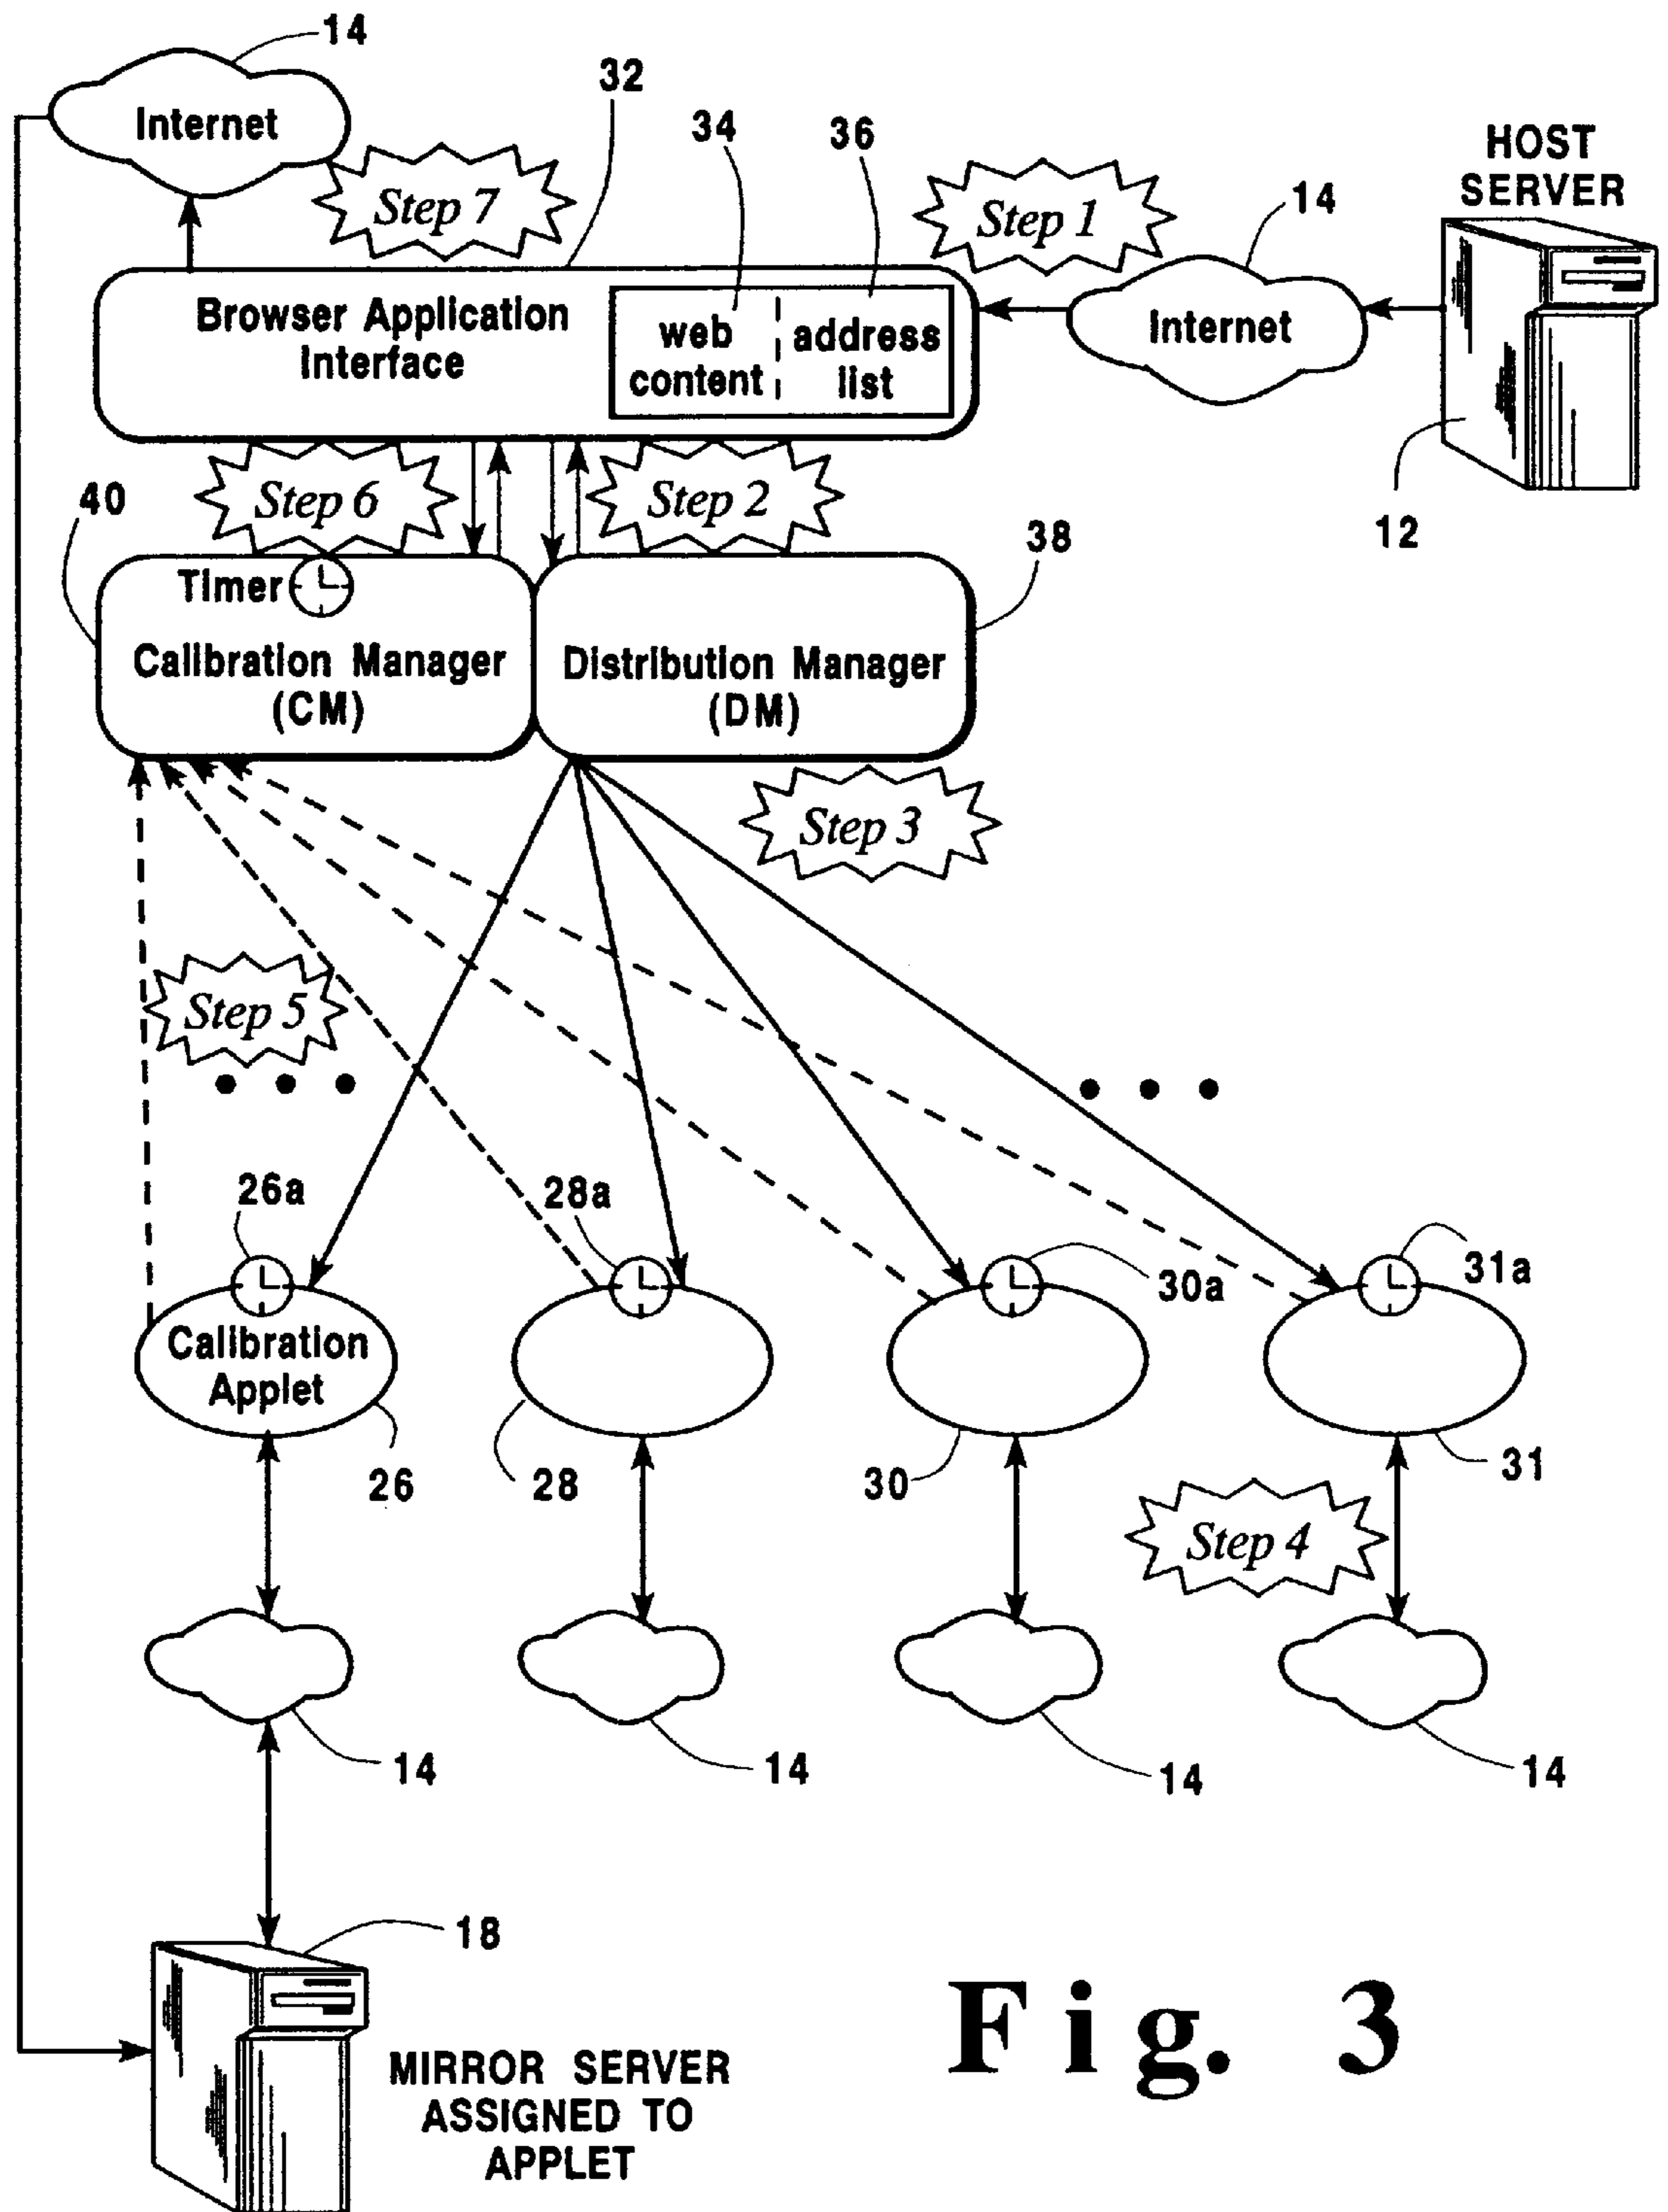 14
Internet
32
34
36
HOST
SERVER
Step 7
Step 1
14
Browser Application
Interface
web
content
address
list
Internet
12
Step 6
Step 2
40
38
Timer
Calibration Manager
(CM)
Distribution Manager
(DM)
Step 3
Step 5
26a
28a
30a
31a
Calibration
Applet
26
28
30
31
Step 4
14
14
14
14
18
MIRROR SERVER
ASSIGNED TO
APPLET
Fig. 3